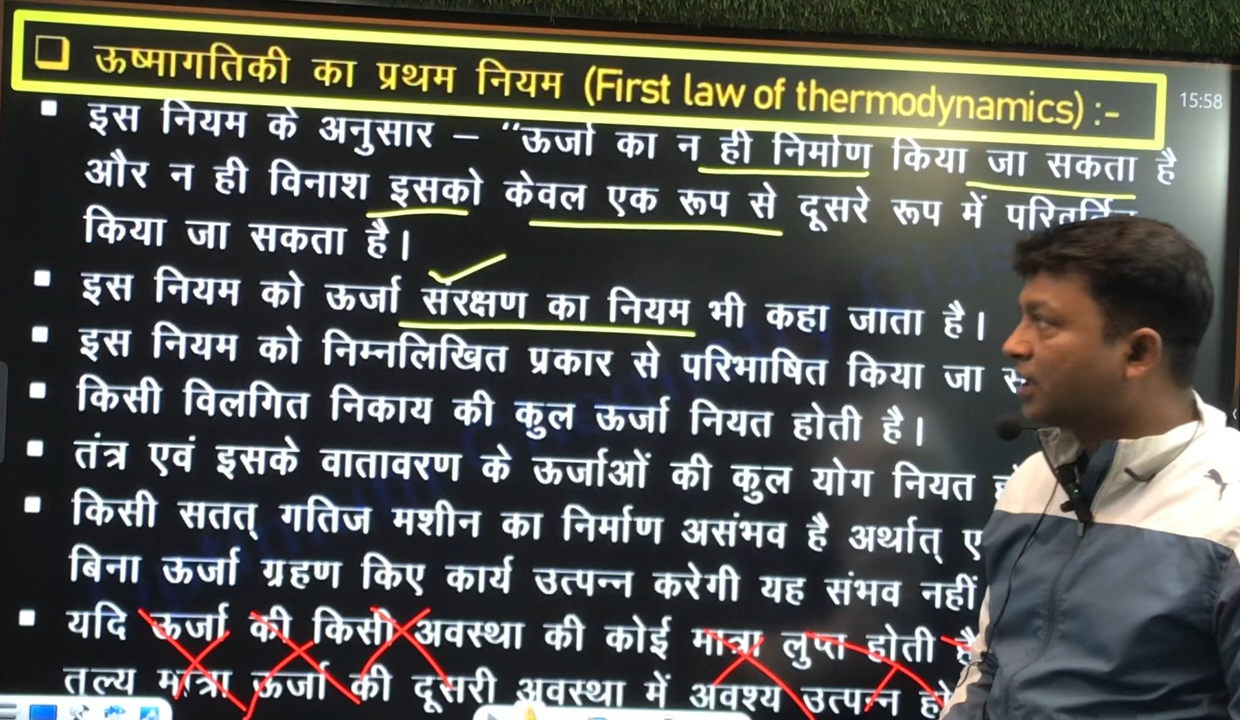 ❑ ऊष्मागतिकी का प्रथम नियम (First law of thermodynamics) :-
15:58
▪ इस नियम के अनुसार – "ऊर्जा का न ही निर्माण किया जा सकता है
और न ही विनाश इसको केवल एक रूप से दूसरे रूप में परिवर्तित
किया जा सकता है।
▪ इस नियम को ऊर्जा संरक्षण का नियम भी कहा जाता है।
▪ इस नियम को निम्नलिखित प्रकार से परिभाषित किया जा
▪ किसी विलगित निकाय की कुल ऊर्जा नियत होती है।
▪ तंत्र एवं इसके वातावरण के ऊर्जाओं की कुल योग नियत
▪ किसी सतत् गतिज मशीन का निर्माण असंभव है अर्थात्
बिना ऊर्जा ग्रहण किए कार्य उत्पन्न करेगी यह संभव नहीं
▪ यदि ऊर्जा की किसी अवस्था की कोई मात्रा लुप्त होती है
तुल्य मात्रा ऊर्जा की दूसरी अवस्था में अवश्य उत्पन्न